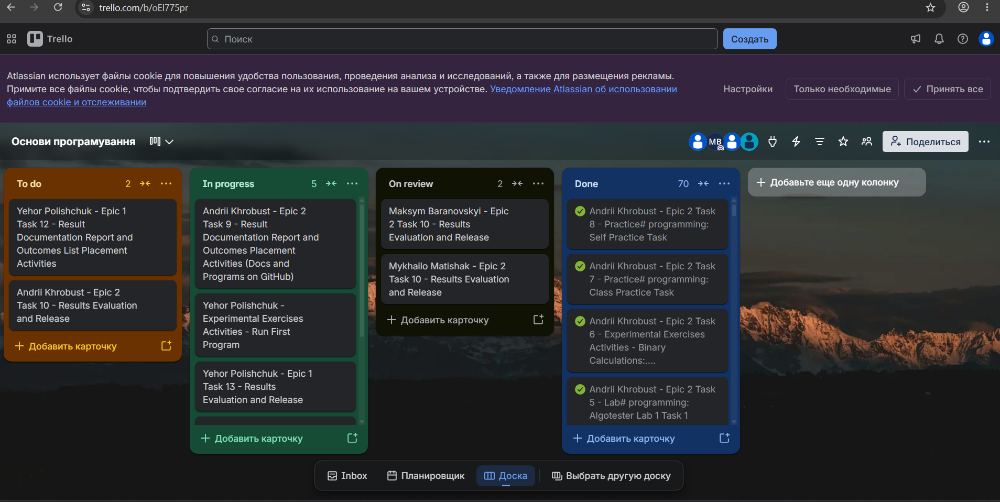 trello.com/b/oEI775pr
Trello
Поиск
Создать
Atlassian использует файлы cookie для повышения удобства пользования, проведения анализа и исследований, а также для размещения рекламы.
Примите все файлы cookie, чтобы подтвердить свое согласие на их использование на вашем устройстве. Уведомление Atlassian об использовании
файлов cookie и отслеживании
Настройки
Только необходимые
Принять все
Основи програмування
MB
Поделиться
To do
2
Yehor Polishchuk - Epic 1
Task 12 - Result
Documentation Report and
Outcomes List Placement
Activities
Andrii Khrobust - Epic 2
Task 10 - Results Evaluation
and Release
Добавить карточку
In progress
5
Andrii Khrobust - Epic 2
Task 9 - Result
Documentation Report and
Outcomes Placement
Activities (Docs and
Programs on GitHub)
Yehor Polishchuk -
Experimental Exercises
Activities - Run First
Program
Yehor Polishchuk - Epic 1
Task 13 - Results
Evaluation and Release
Добавить карточку
On review
2
Maksym Baranovskyi - Epic
2 Task 10 - Results
Evaluation and Release
Mykhailo Matishak - Epic 2
Task 10 - Results Evaluation
and Release
Добавить карточку
Done
70
Andrii Khrobust - Epic 2 Task
8 - Practice# programming:
Self Practice Task
Andrii Khrobust - Epic 2 Task
7 - Practice# programming:
Class Practice Task
Andrii Khrobust - Epic 2 Task
6 - Experimental Exercises
Activities - Binary
Calculations:....
Andrii Khrobust - Epic 2 Task
5 - Lab# programming:
Algotester Lab 1 Task 1
Добавить карточку
Добавьте еще одну колонку
Inbox
Планировщик
Доска
Выбрать другую доску